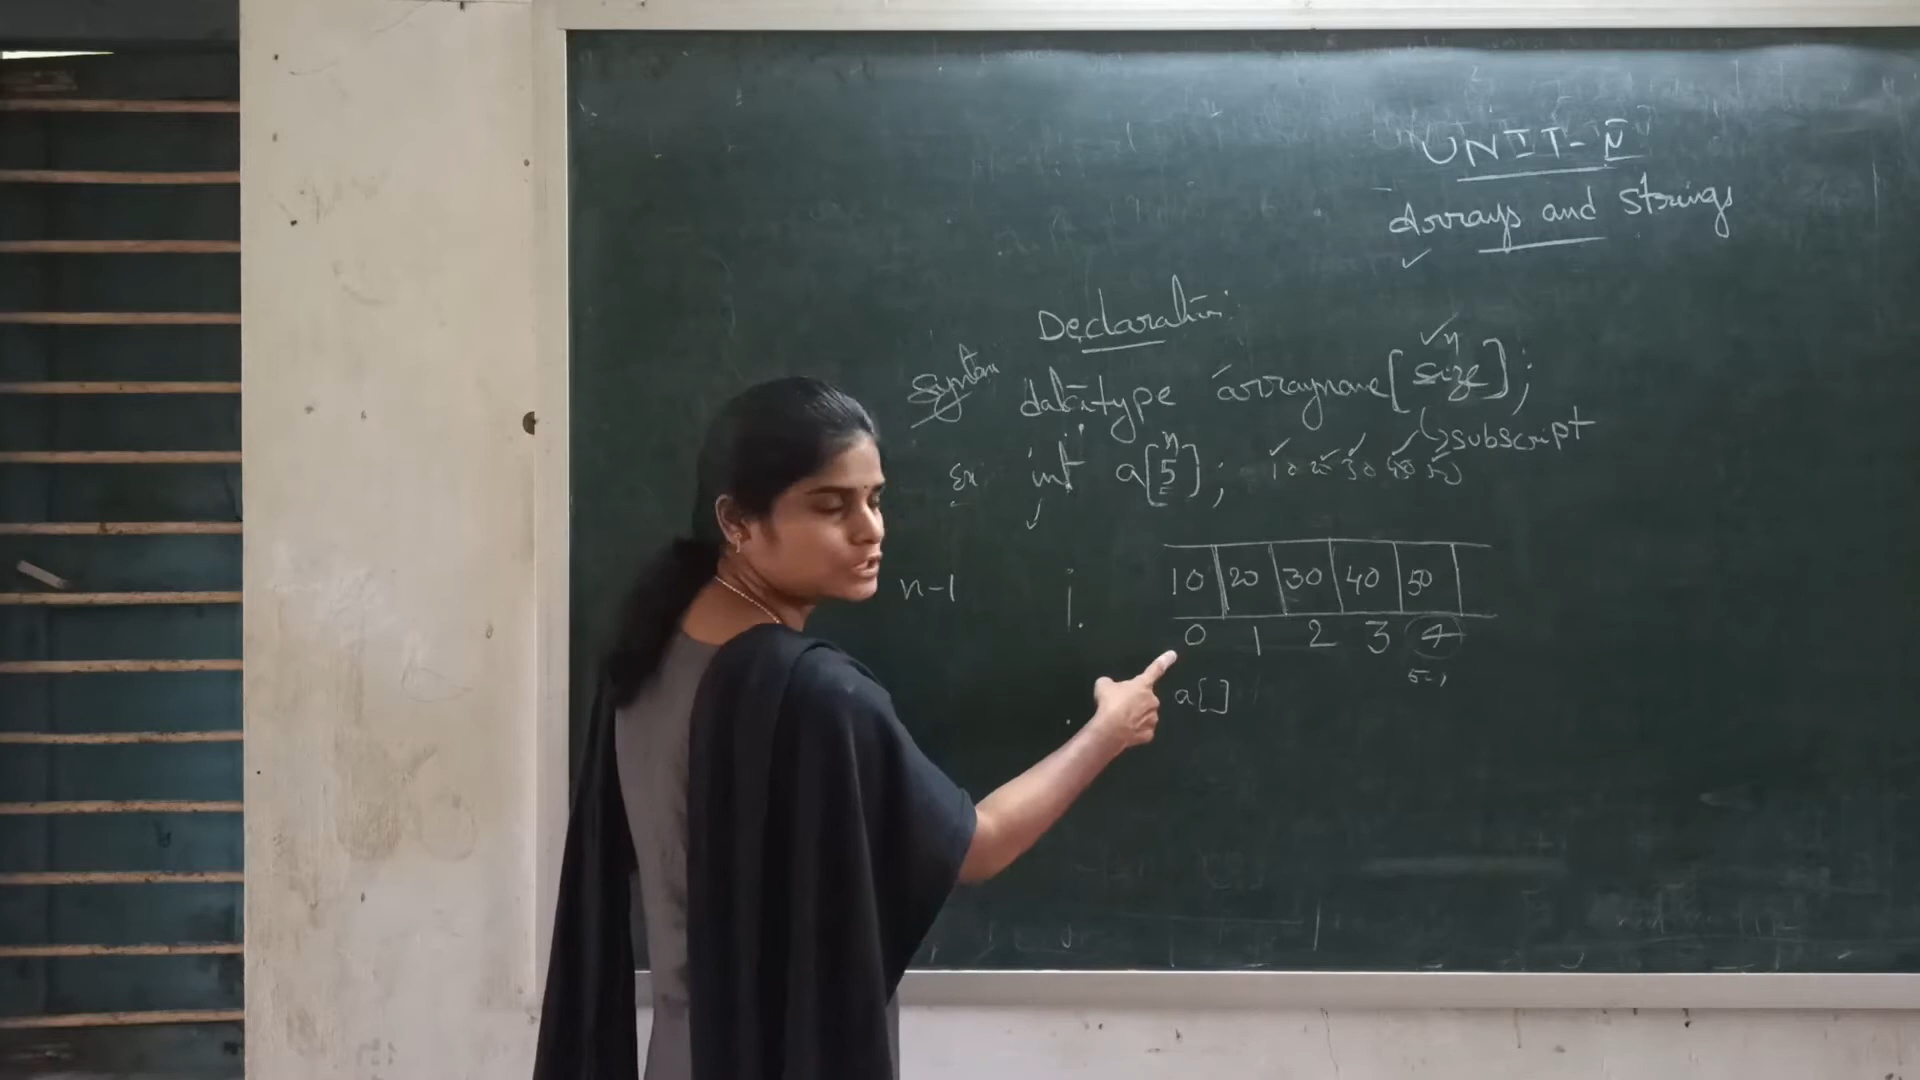 UNIT-IV
Arrays and Strings
Declaration:
Syntax datatype arrayname[size];
n
subscript
Ex int a[5]; 10 20 30 40 50
n
10 20 30 40 50
n-1
0 1 2 3 4
5-1
a[]